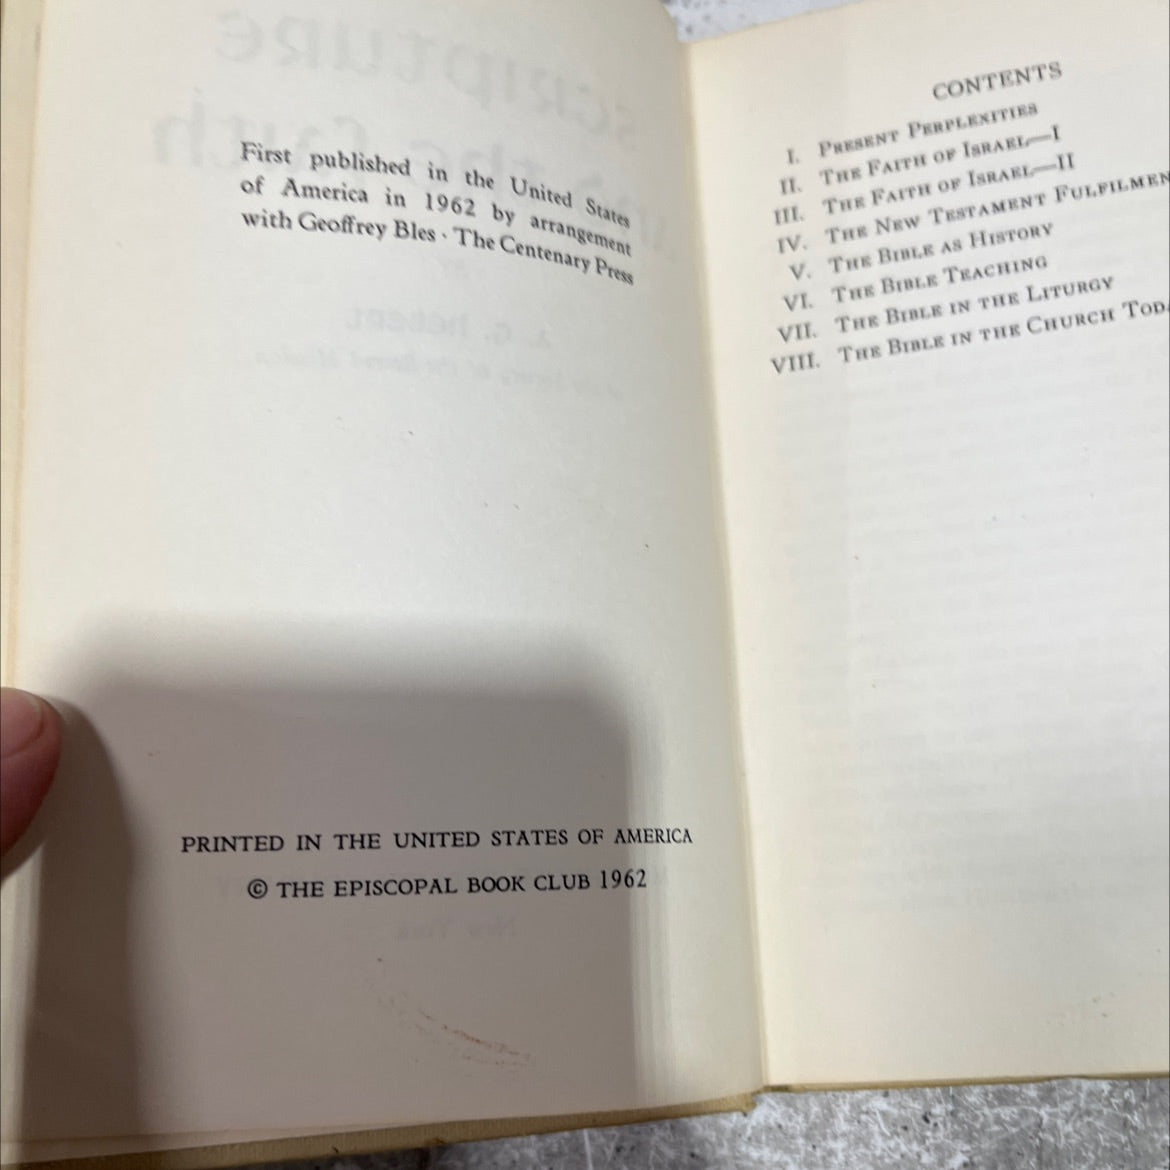 First published in the United States
of America in 1962 by arrangement
with Geoffrey Bles · The Centenary Press
PRINTED IN THE UNITED STATES OF AMERICA
© THE EPISCOPAL BOOK CLUB 1962
CONTENTS
I. PRESENT PERPLEXITIES
II. THE FAITH OF ISRAEL—I
III. THE FAITH OF ISRAEL—II
IV. THE NEW TESTAMENT FULFILMEN
V. THE BIBLE AS HISTORY
VI. THE BIBLE TEACHING
VII. THE BIBLE IN THE LITURGY
VIII. THE BIBLE IN THE CHURCH TODA